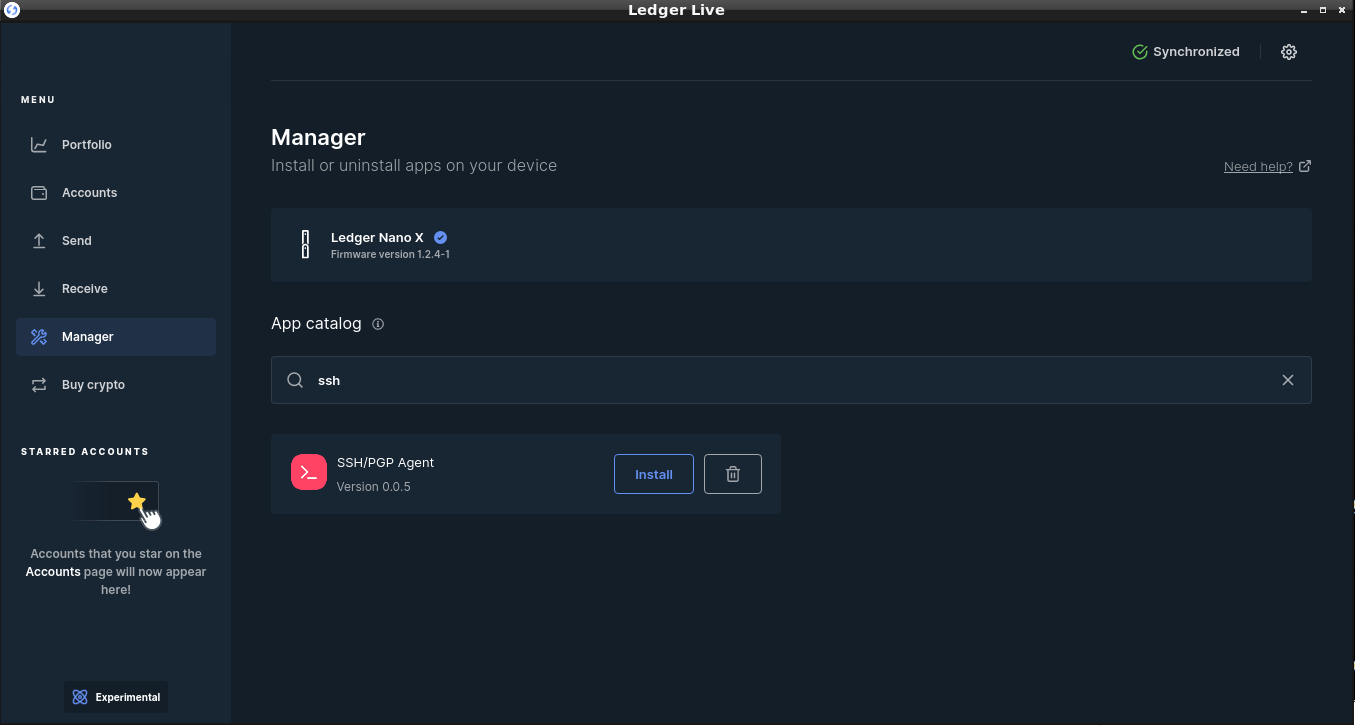 Ledger Live
Synchronized
MENU
Portfolio
Accounts
Send
Receive
Manager
Buy crypto
STARRED ACCOUNTS
Accounts that you star on the
Accounts page will now appear
here!
Experimental
Manager
Install or uninstall apps on your device
Need help?
Ledger Nano X
Firmware version 1.2.4-1
App catalog
ssh
SSH/PGP Agent
Version 0.0.5
Install